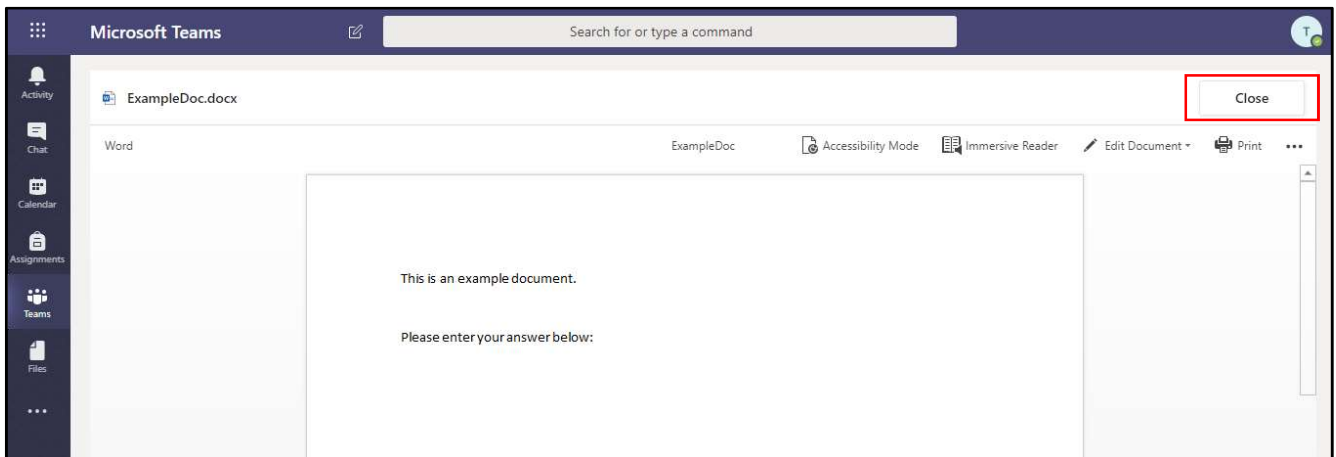 Microsoft Teams
Search for or type a command
T
Activity
ExampleDoc.docx
Close
Chat
Word
ExampleDoc
Accessibility Mode
Immersive Reader
Edit Document
Print
Calendar
Assignments
Teams
Files
This is an example document.
Please enter your answer below: